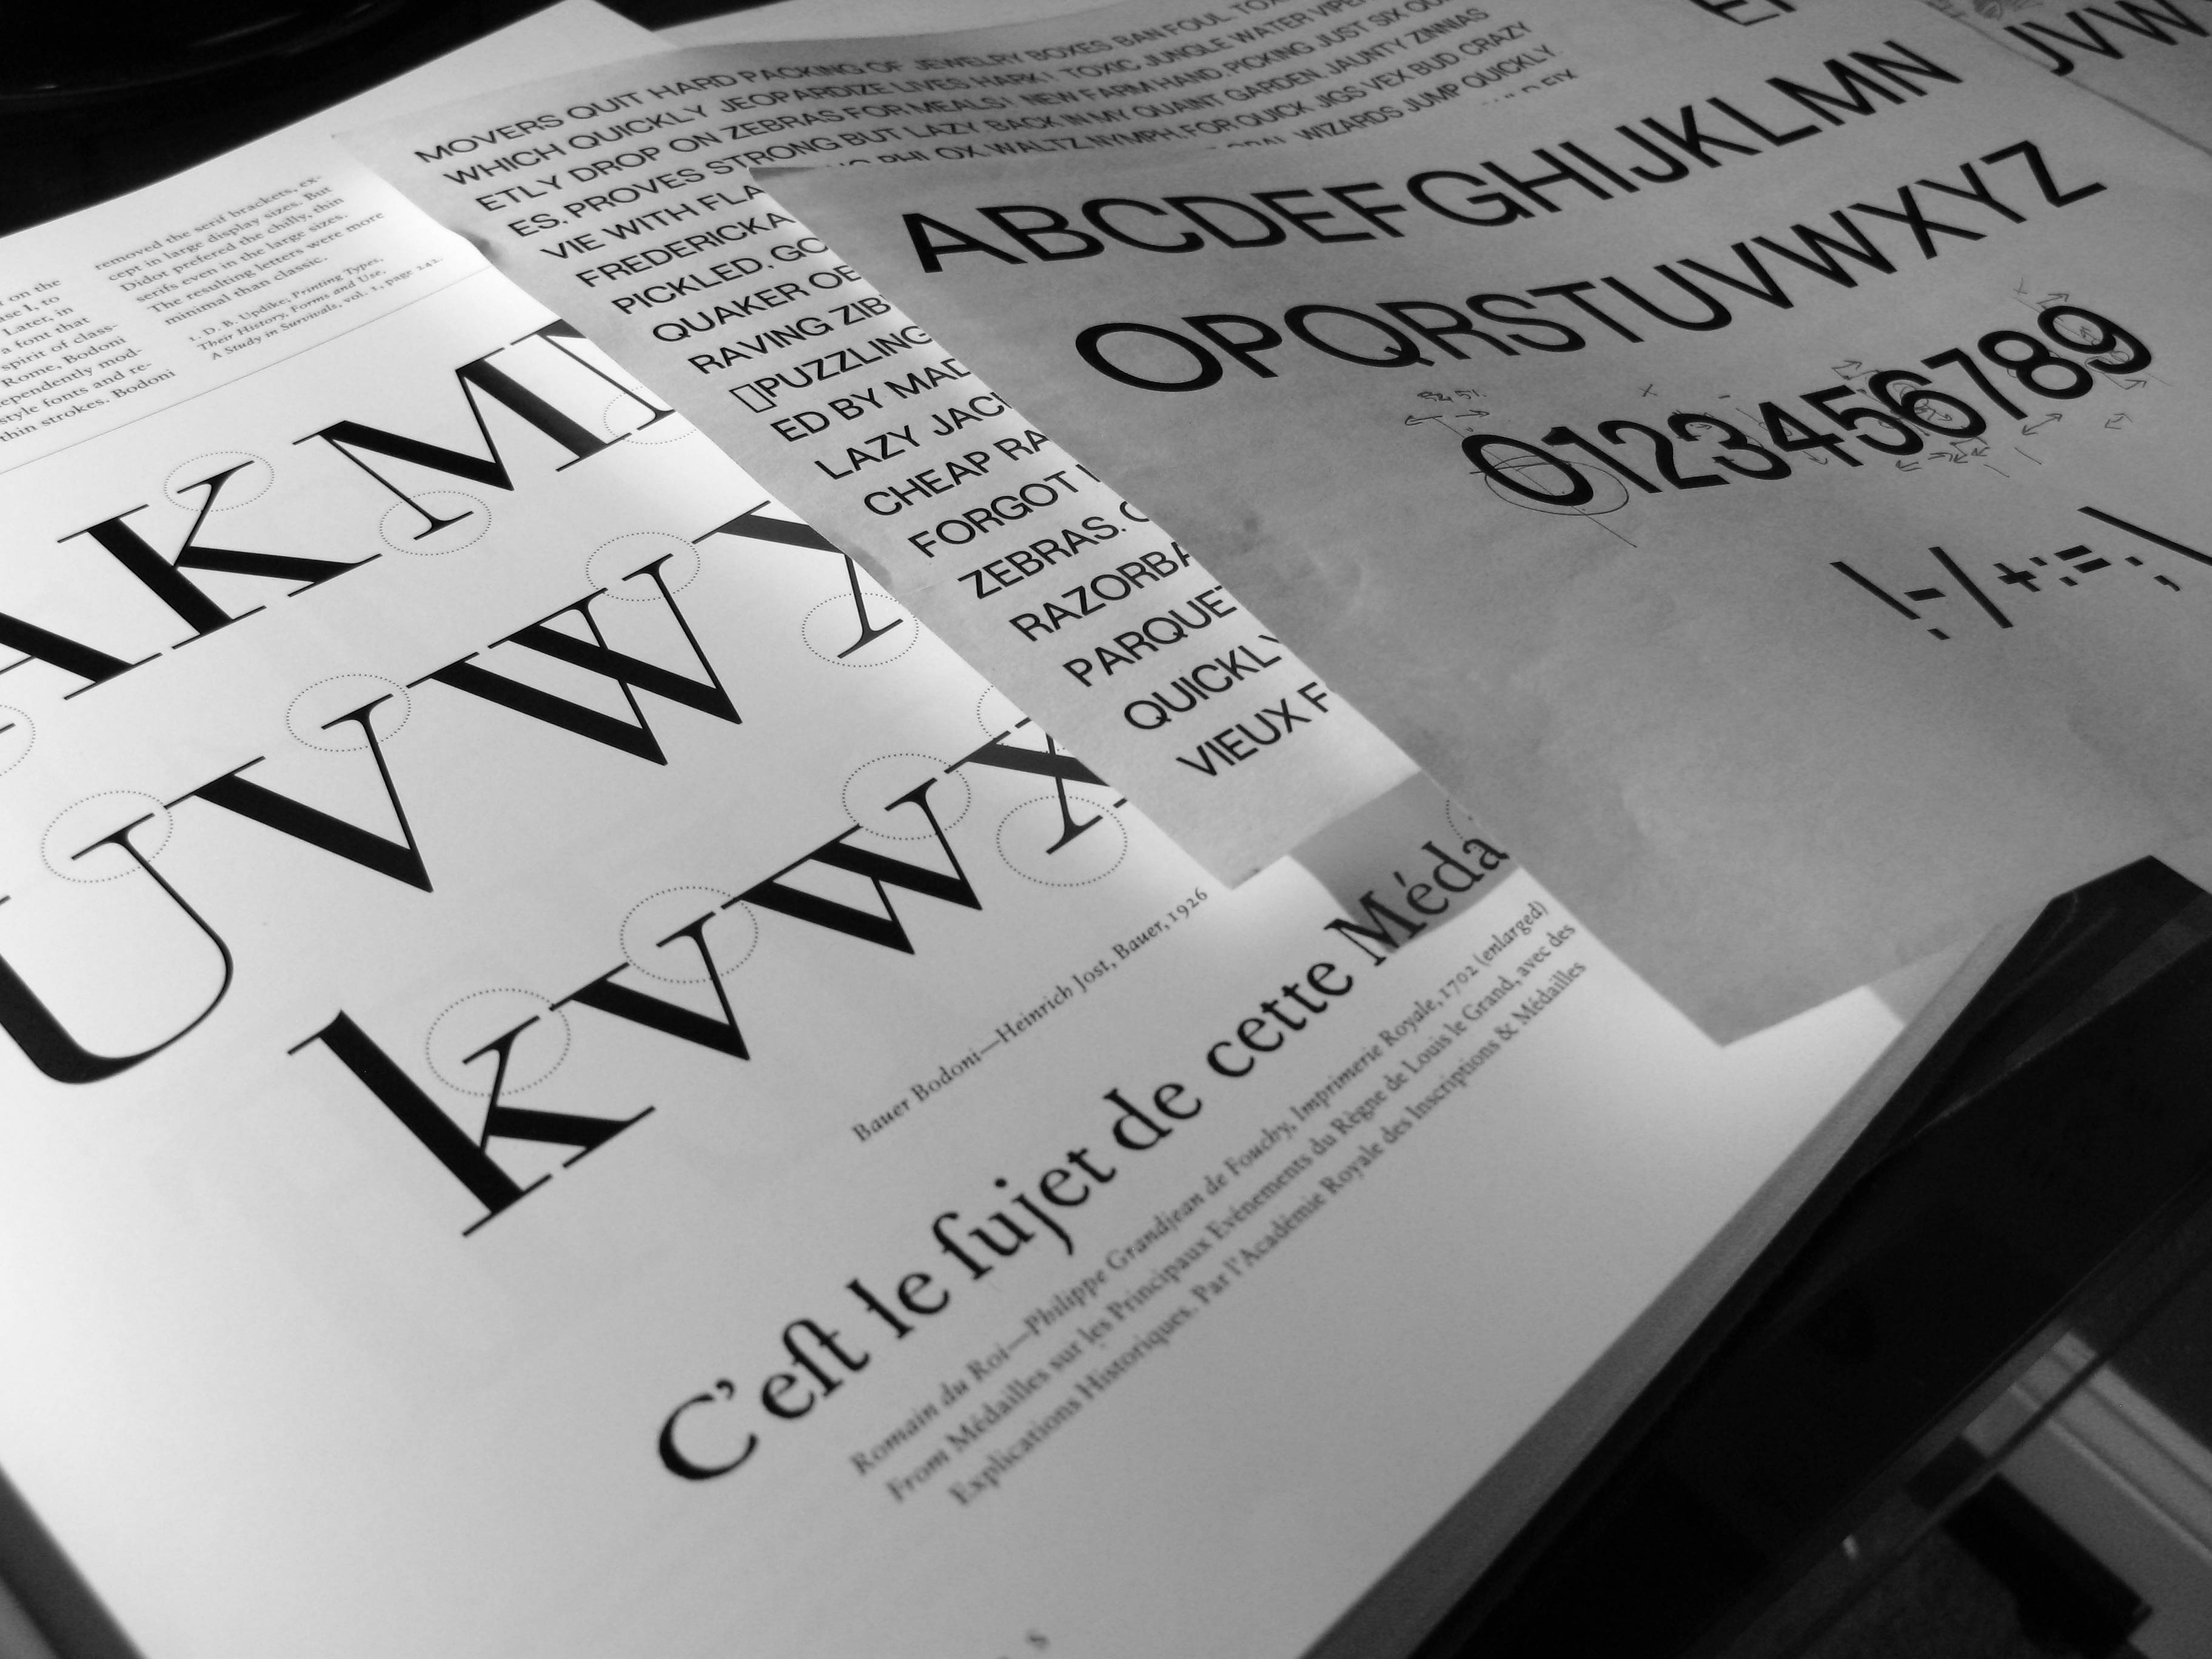 on the
ase I, to
Later, in
a font that
spirit of class-
Rome, Bodoni
ependently mod-
style fonts and re-
thin strokes. Bodoni
removed the serif brackets, ex-
cept in large display sizes. But
Didot preferred the chilly, thin
serifs even in the large sizes.
The resulting letters were more
minimal than classic.
1. D. B. Updike, Printing Types,
Their History, Forms and Use,
A Study in Survivals, vol. 1, page 242.
AKM
UVWX
kvwx
Bauer Bodoni—Heinrich Jost, Bauer, 1926
C'eſt le ſujet de cette Méda
Romain du Roi—Philippe Grandjean de Fouchy, Imprimerie Royale, 1702 (enlarged)
From Médailles sur les Principaux Evénements du Règne de Louis le Grand, avec des
Explications Historiques. Par l'Académie Royale des Inscriptions & Médailles
MOVERS QUIT HARD PACKING OF JEWELRY BOXES BAN FOUL TOX
WHICH QUICKLY JEOPARDIZE LIVES HARK! TOXIC JUNGLE WATER VIPE
ETLY DROP ON ZEBRAS FOR MEALS! NEW FARM HAND. PICKING JUST SIX QU
ES. PROVES STRONG BUT LAZY BACK IN MY QUAINT GARDEN. JAUNTY ZINNIAS
VIE WITH FLA PHLOX. WALTZ, NYMPH, FOR QUICK JIGS VEX BUD CRAZY
FREDERICKA WIZARDS JUMP QUICKLY.
PICKLED. GO
QUAKER OE
RAVING ZIB
▯PUZZLING
ED BY MAD
LAZY JAC
CHEAP RA
FORGOT
ZEBRAS.
RAZORBA
PARQUET
QUICKLY
VIEUX F
ABCDEFGHIJKLMN
OPQRSTUVWXYZ
0123456789
!-/+:=;\
JVW